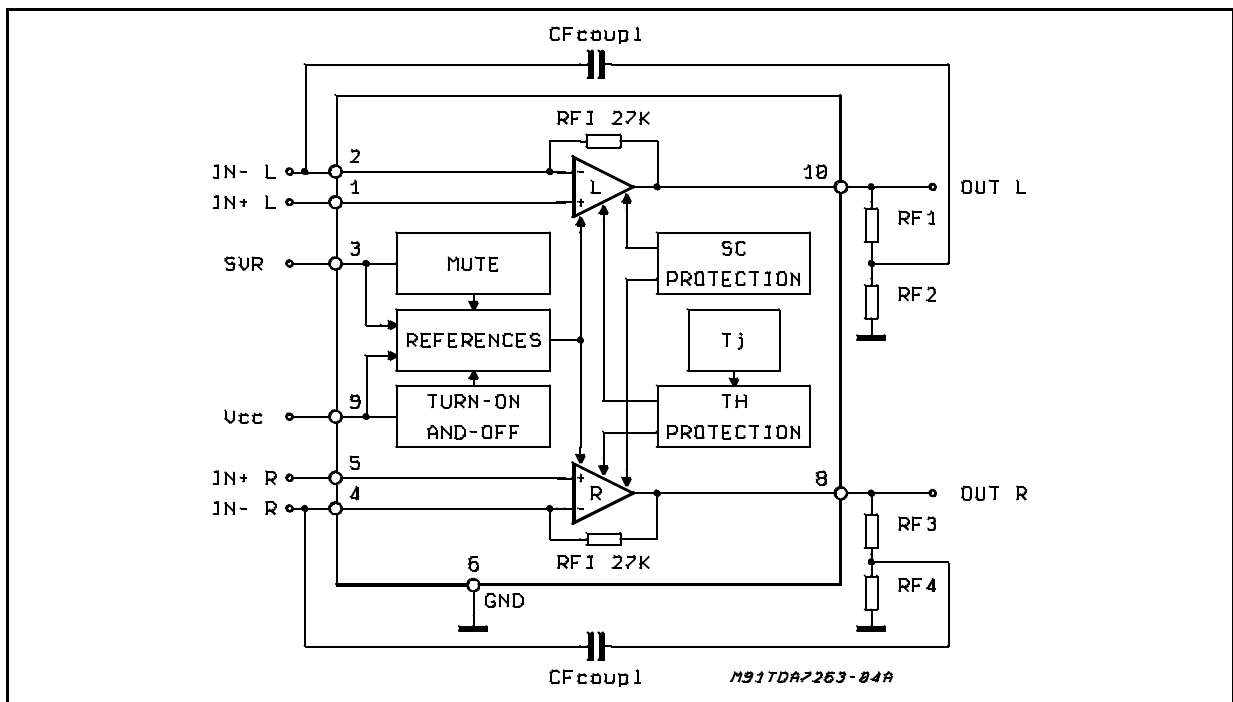 CFcoupl
RFI 27K
IN- L
2
-
L
10
OUT L
IN+ L
1
+
RF1
SVR
3
MUTE
SC
PROTECTION
RF2
REFERENCES
Tj
Vcc
9
TURN-ON
AND-OFF
TH
PROTECTION
IN+ R
5
+
R
8
OUT R
IN- R
4
-
RF3
RFI 27K
6
GND
RF4
CFcoupl
M91TDA7263-04A